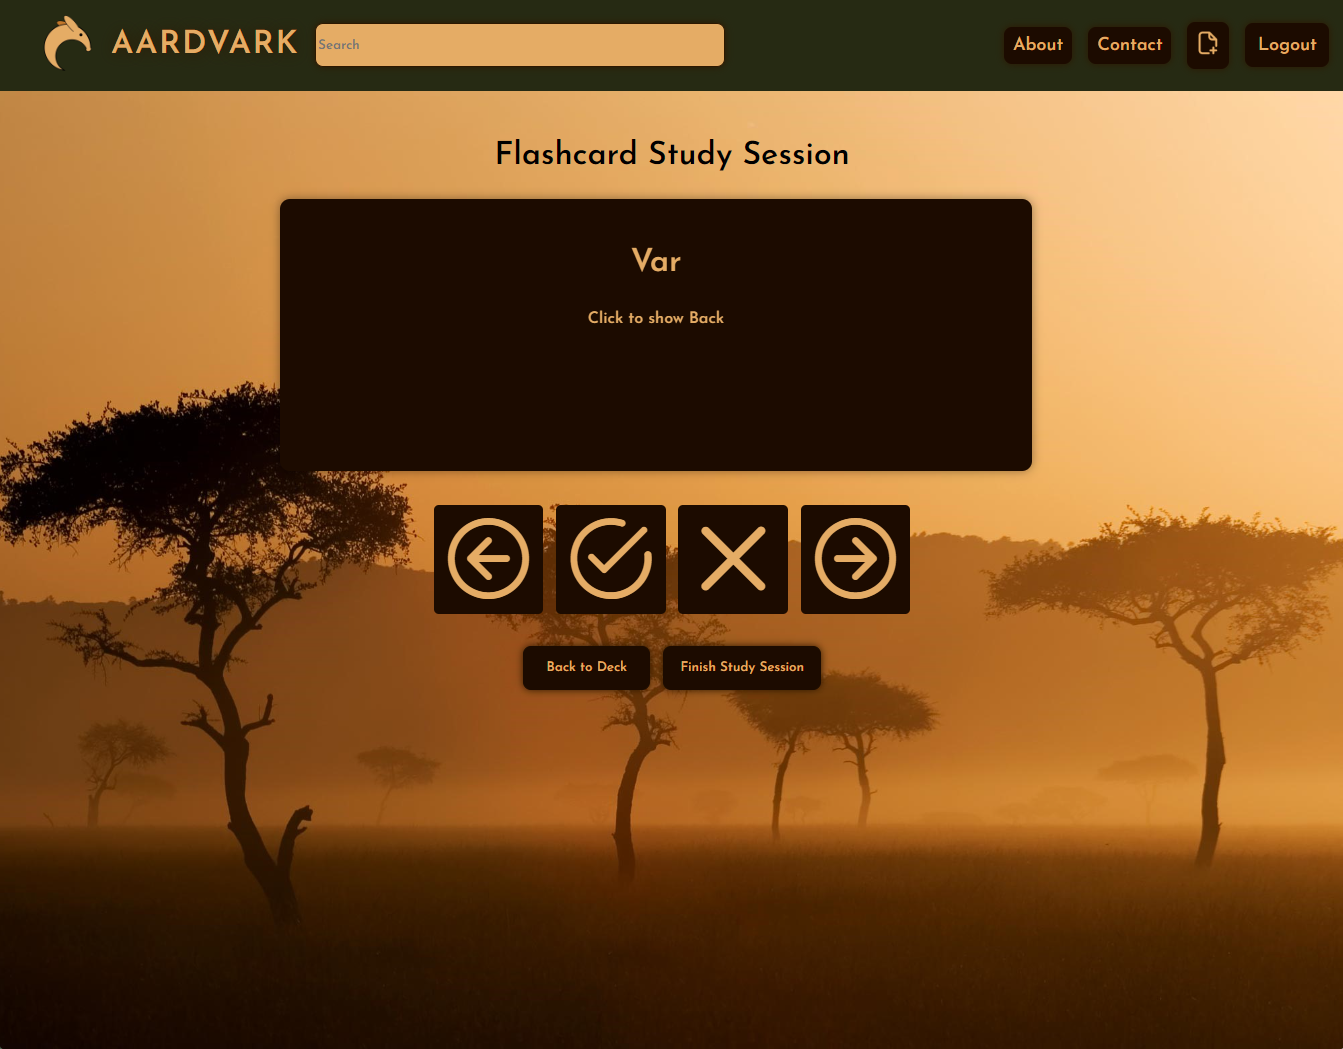 AARDVARK
Search
About
Contact
Logout
Flashcard Study Session
Var
Click to show Back
Back to Deck
Finish Study Session